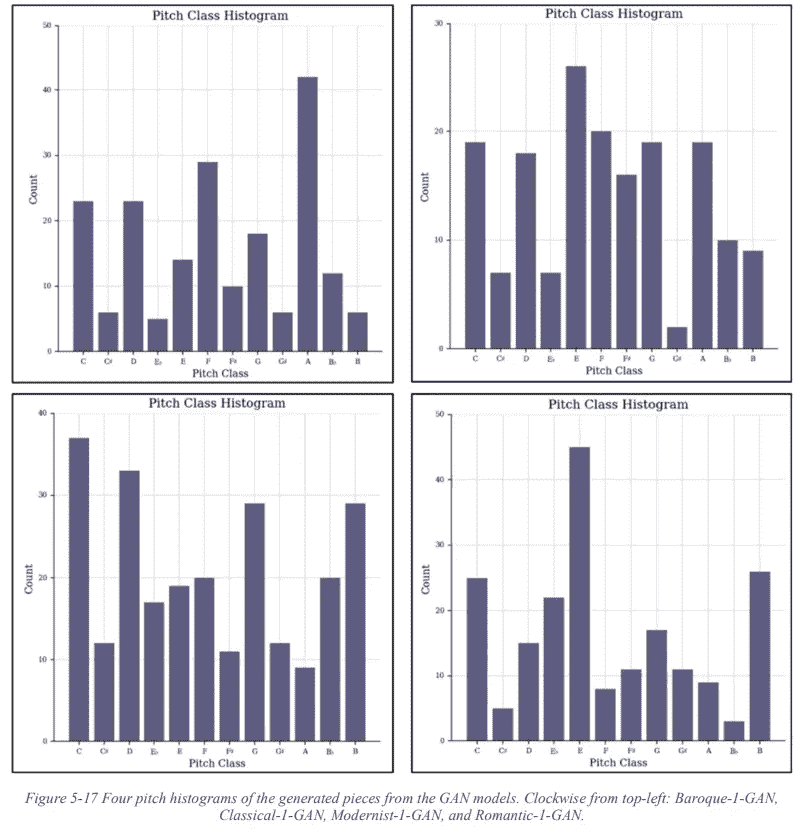 Pitch Class Histogram
50
40
30
20
10
0
Count
C C♯ D E♭ E F F♯ G G♯ A B♭ B
Pitch Class
Pitch Class Histogram
30
20
10
0
Count
C C♯ D E♭ E F F♯ G G♯ A B♭ B
Pitch Class
Pitch Class Histogram
40
30
20
10
0
Count
C C♯ D E♭ E F F♯ G G♯ A B♭ B
Pitch Class
Pitch Class Histogram
50
40
30
20
10
0
Count
C C♯ D E♭ E F F♯ G G♯ A B♭ B
Pitch Class
Figure 5-17 Four pitch histograms of the generated pieces from the GAN models. Clockwise from top-left: Baroque-1-GAN,
Classical-1-GAN, Modernist-1-GAN, and Romantic-1-GAN.